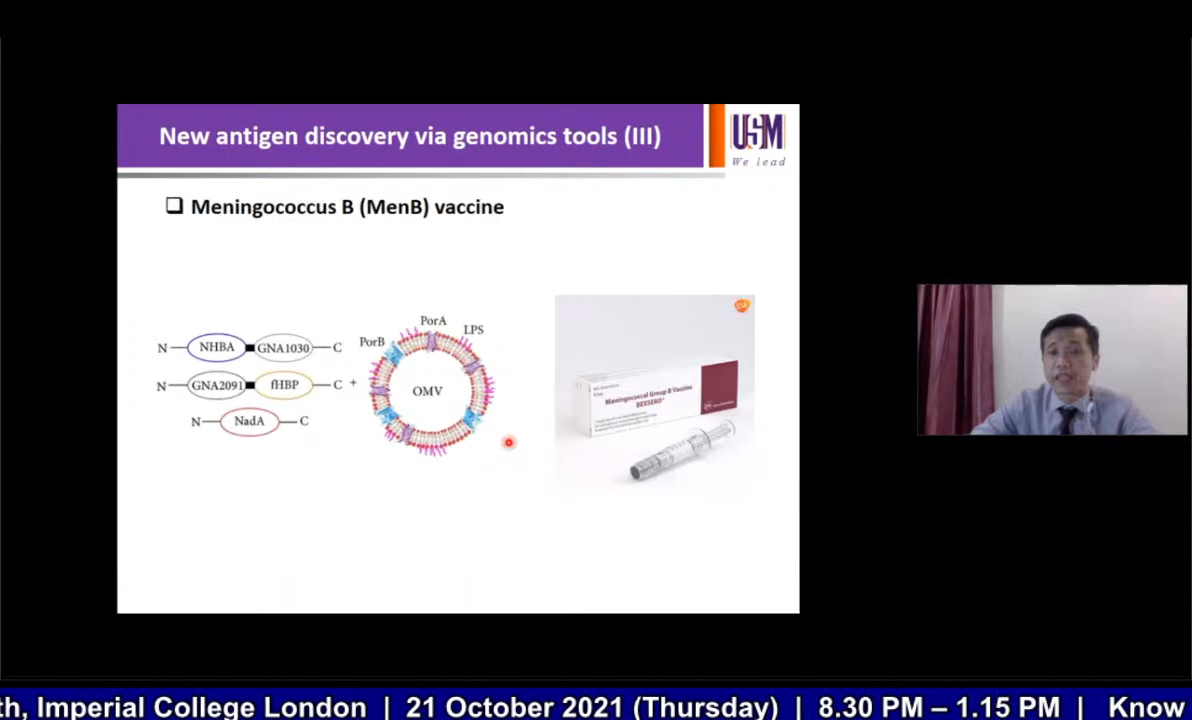 New antigen discovery via genomics tools (III)
USM
We lead
❑ Meningococcus B (MenB) vaccine
N NHBA GNA1030 C
N GNA2091 fHBP C +
N NadA C
PorA
PorB
LPS
OMV
gsk
Meningococcal Group B Vaccine
BEXSERO
th, Imperial College London | 21 October 2021 (Thursday) | 8.30 PM – 1.15 PM | Know